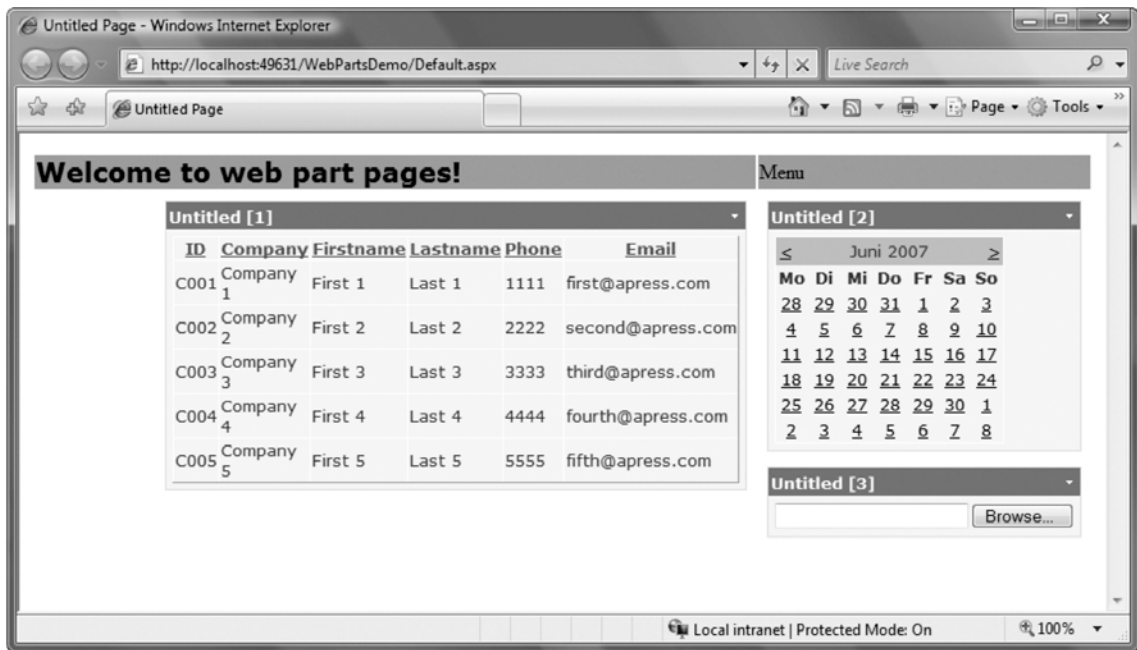 Untitled Page - Windows Internet Explorer
http://localhost:49631/WebPartsDemo/Default.aspx
Live Search
Untitled Page
Page
Tools
Welcome to web part pages!
Menu
Untitled [1]
ID Company Firstname Lastname Phone Email
C001 Company 1 First 1 Last 1 1111 first@apress.com
C002 Company 2 First 2 Last 2 2222 second@apress.com
C003 Company 3 First 3 Last 3 3333 third@apress.com
C004 Company 4 First 4 Last 4 4444 fourth@apress.com
C005 Company 5 First 5 Last 5 5555 fifth@apress.com
Untitled [2]
< Juni 2007 >
Mo Di Mi Do Fr Sa So
28 29 30 31 1 2 3
4 5 6 7 8 9 10
11 12 13 14 15 16 17
18 19 20 21 22 23 24
25 26 27 28 29 30 1
2 3 4 5 6 7 8
Untitled [3]
Browse...
Local intranet | Protected Mode: On
100%